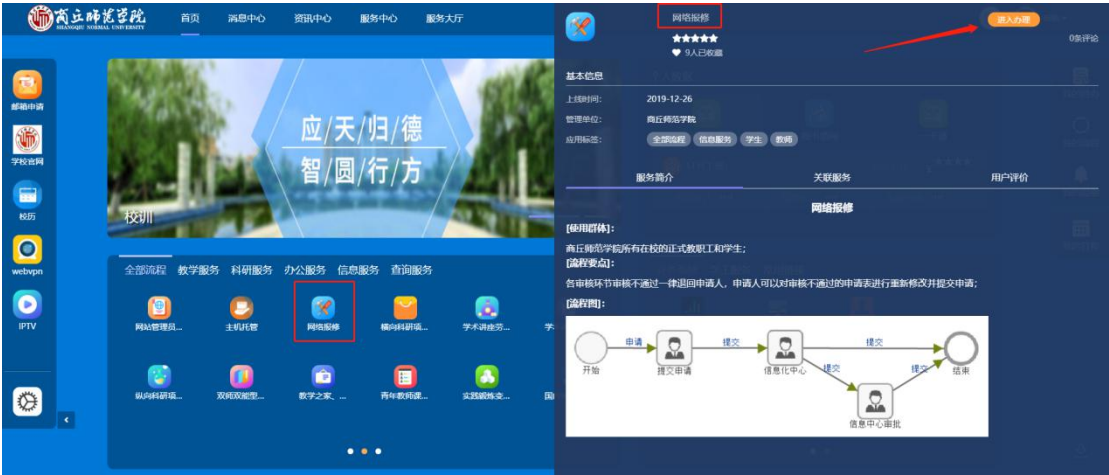 商丘师范学院
SHANGQIU NORMAL UNIVERSITY
首页 消息中心 资讯中心 服务中心 服务大厅
邮箱申请
学校官网
校历
webvpn
IPTV
应/天/归/德
智/圆/行/方
校训
全部流程 教学服务 科研服务 办公服务 信息服务 查询服务
网站管理员... 主机托管 网络报修 横向科研项... 学术讲座劳...
纵向科研项... 双师双能型... 教学之家、... 青年教师课... 实践锻炼变...
网络报修
进入办理
9人已收藏
0条评论
基本信息
上线时间: 2019-12-26
管理单位: 商丘师范学院
应用标签: 全部流程 信息服务 学生 教师
服务简介 关联服务 用户评价
网络报修
[使用群体]:
商丘师范学院所有在校的正式教职工和学生;
[流程要点]:
各审核环节审核不通过一律退回申请人，申请人可以对审核不通过的申请表进行重新修改并提交申请;
[流程图]:
申请 提交 提交
开始 提交申请 信息化中心 提交 提交 结束
信息中心审批